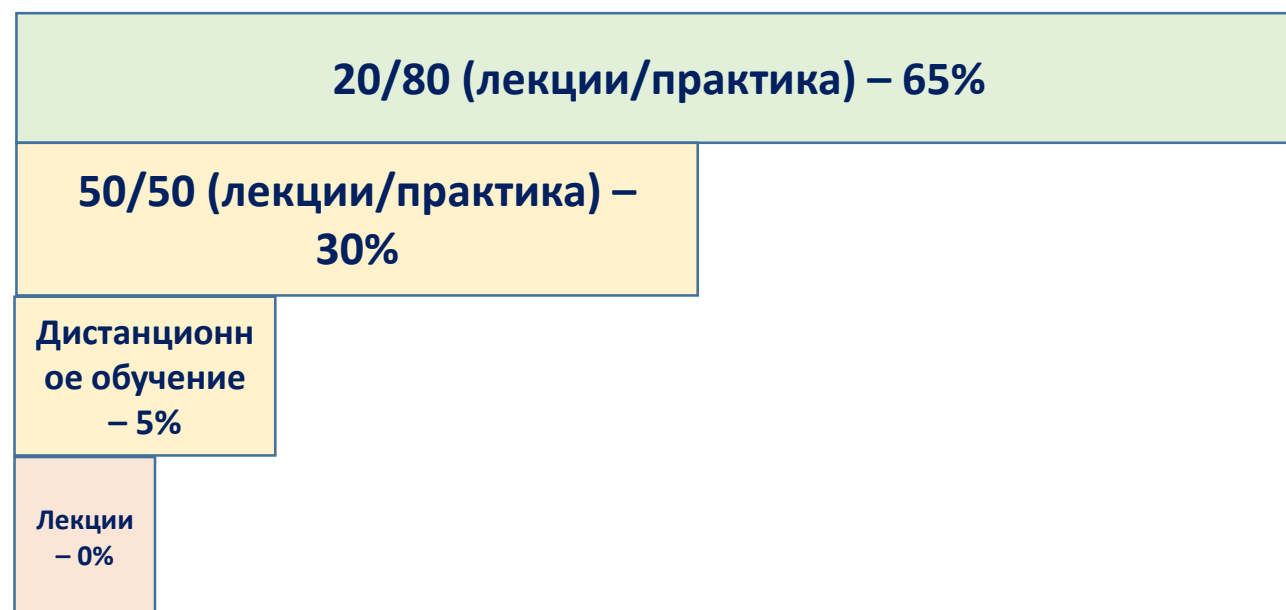 20/80 (лекции/практика) – 65%
50/50 (лекции/практика) –
30%
Дистанционн
ое обучение
– 5%
Лекции
– 0%